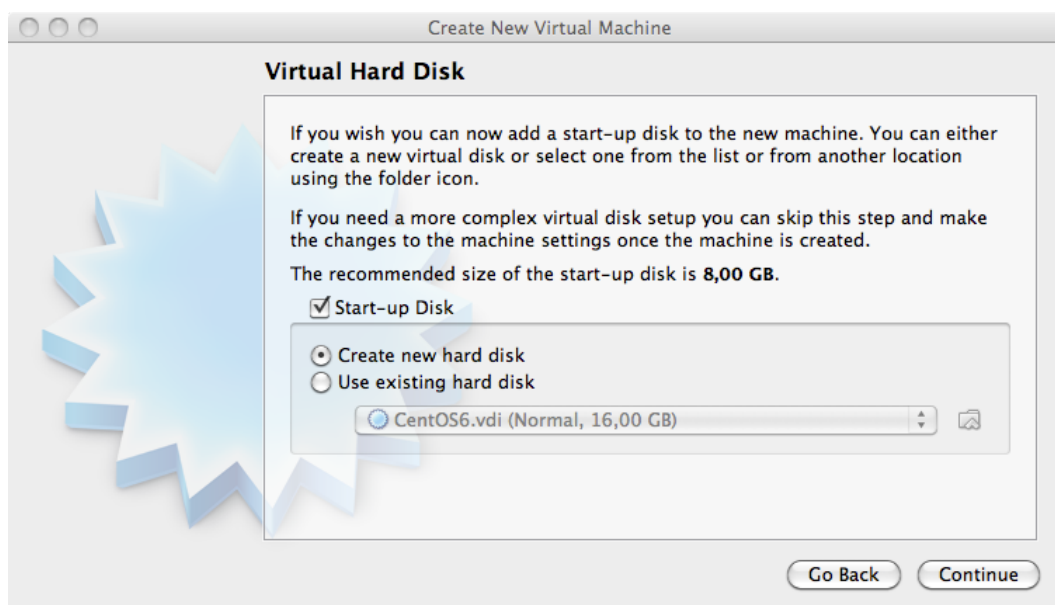 Create New Virtual Machine
Virtual Hard Disk
If you wish you can now add a start-up disk to the new machine. You can either
create a new virtual disk or select one from the list or from another location
using the folder icon.
If you need a more complex virtual disk setup you can skip this step and make
the changes to the machine settings once the machine is created.
The recommended size of the start-up disk is 8,00 GB.
Start-up Disk
Create new hard disk
Use existing hard disk
CentOS6.vdi (Normal, 16,00 GB)
Go Back
Continue